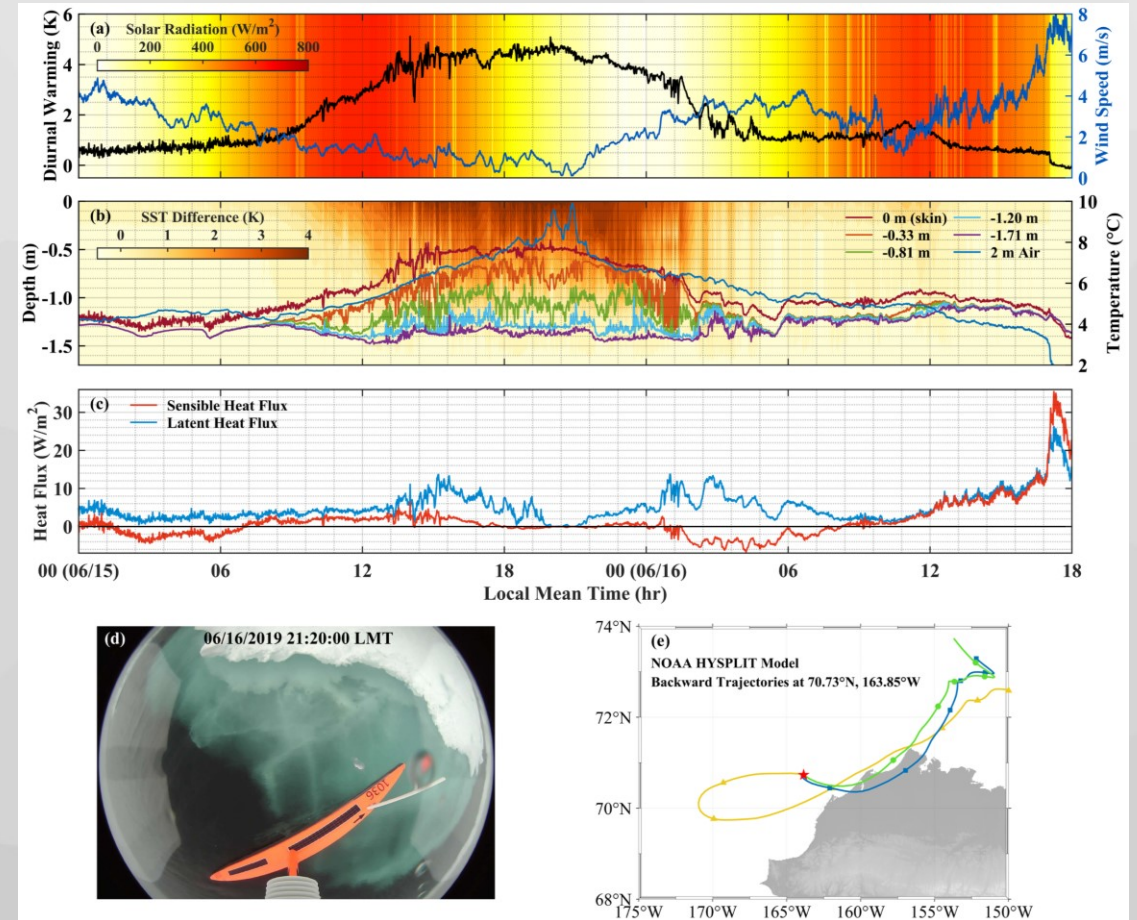 (a) Solar Radiation (W/m²)
0 200 400 600 800
Diurnal Warming (K)
6
4
2
0
Wind Speed (m/s)
8
6
4
2
0
(b) SST Difference (K)
0 1 2 3 4
0 m (skin)
-0.33 m
-0.81 m
-1.20 m
-1.71 m
2 m Air
Depth (m)
0
-0.5
-1.0
-1.5
Temperature (°C)
10
8
6
4
2
(c)
Sensible Heat Flux
Latent Heat Flux
Heat Flux (W/m²)
30
20
10
0
00 (06/15) 06 12 18 00 (06/16) 06 12 18
Local Mean Time (hr)
(d) 06/16/2019 21:20:00 LMT
1036
(e)
NOAA HYSPLIT Model
Backward Trajectories at 70.73°N, 163.85°W
74°N
72°N
70°N
68°N
175°W 170°W 165°W 160°W 155°W 150°W